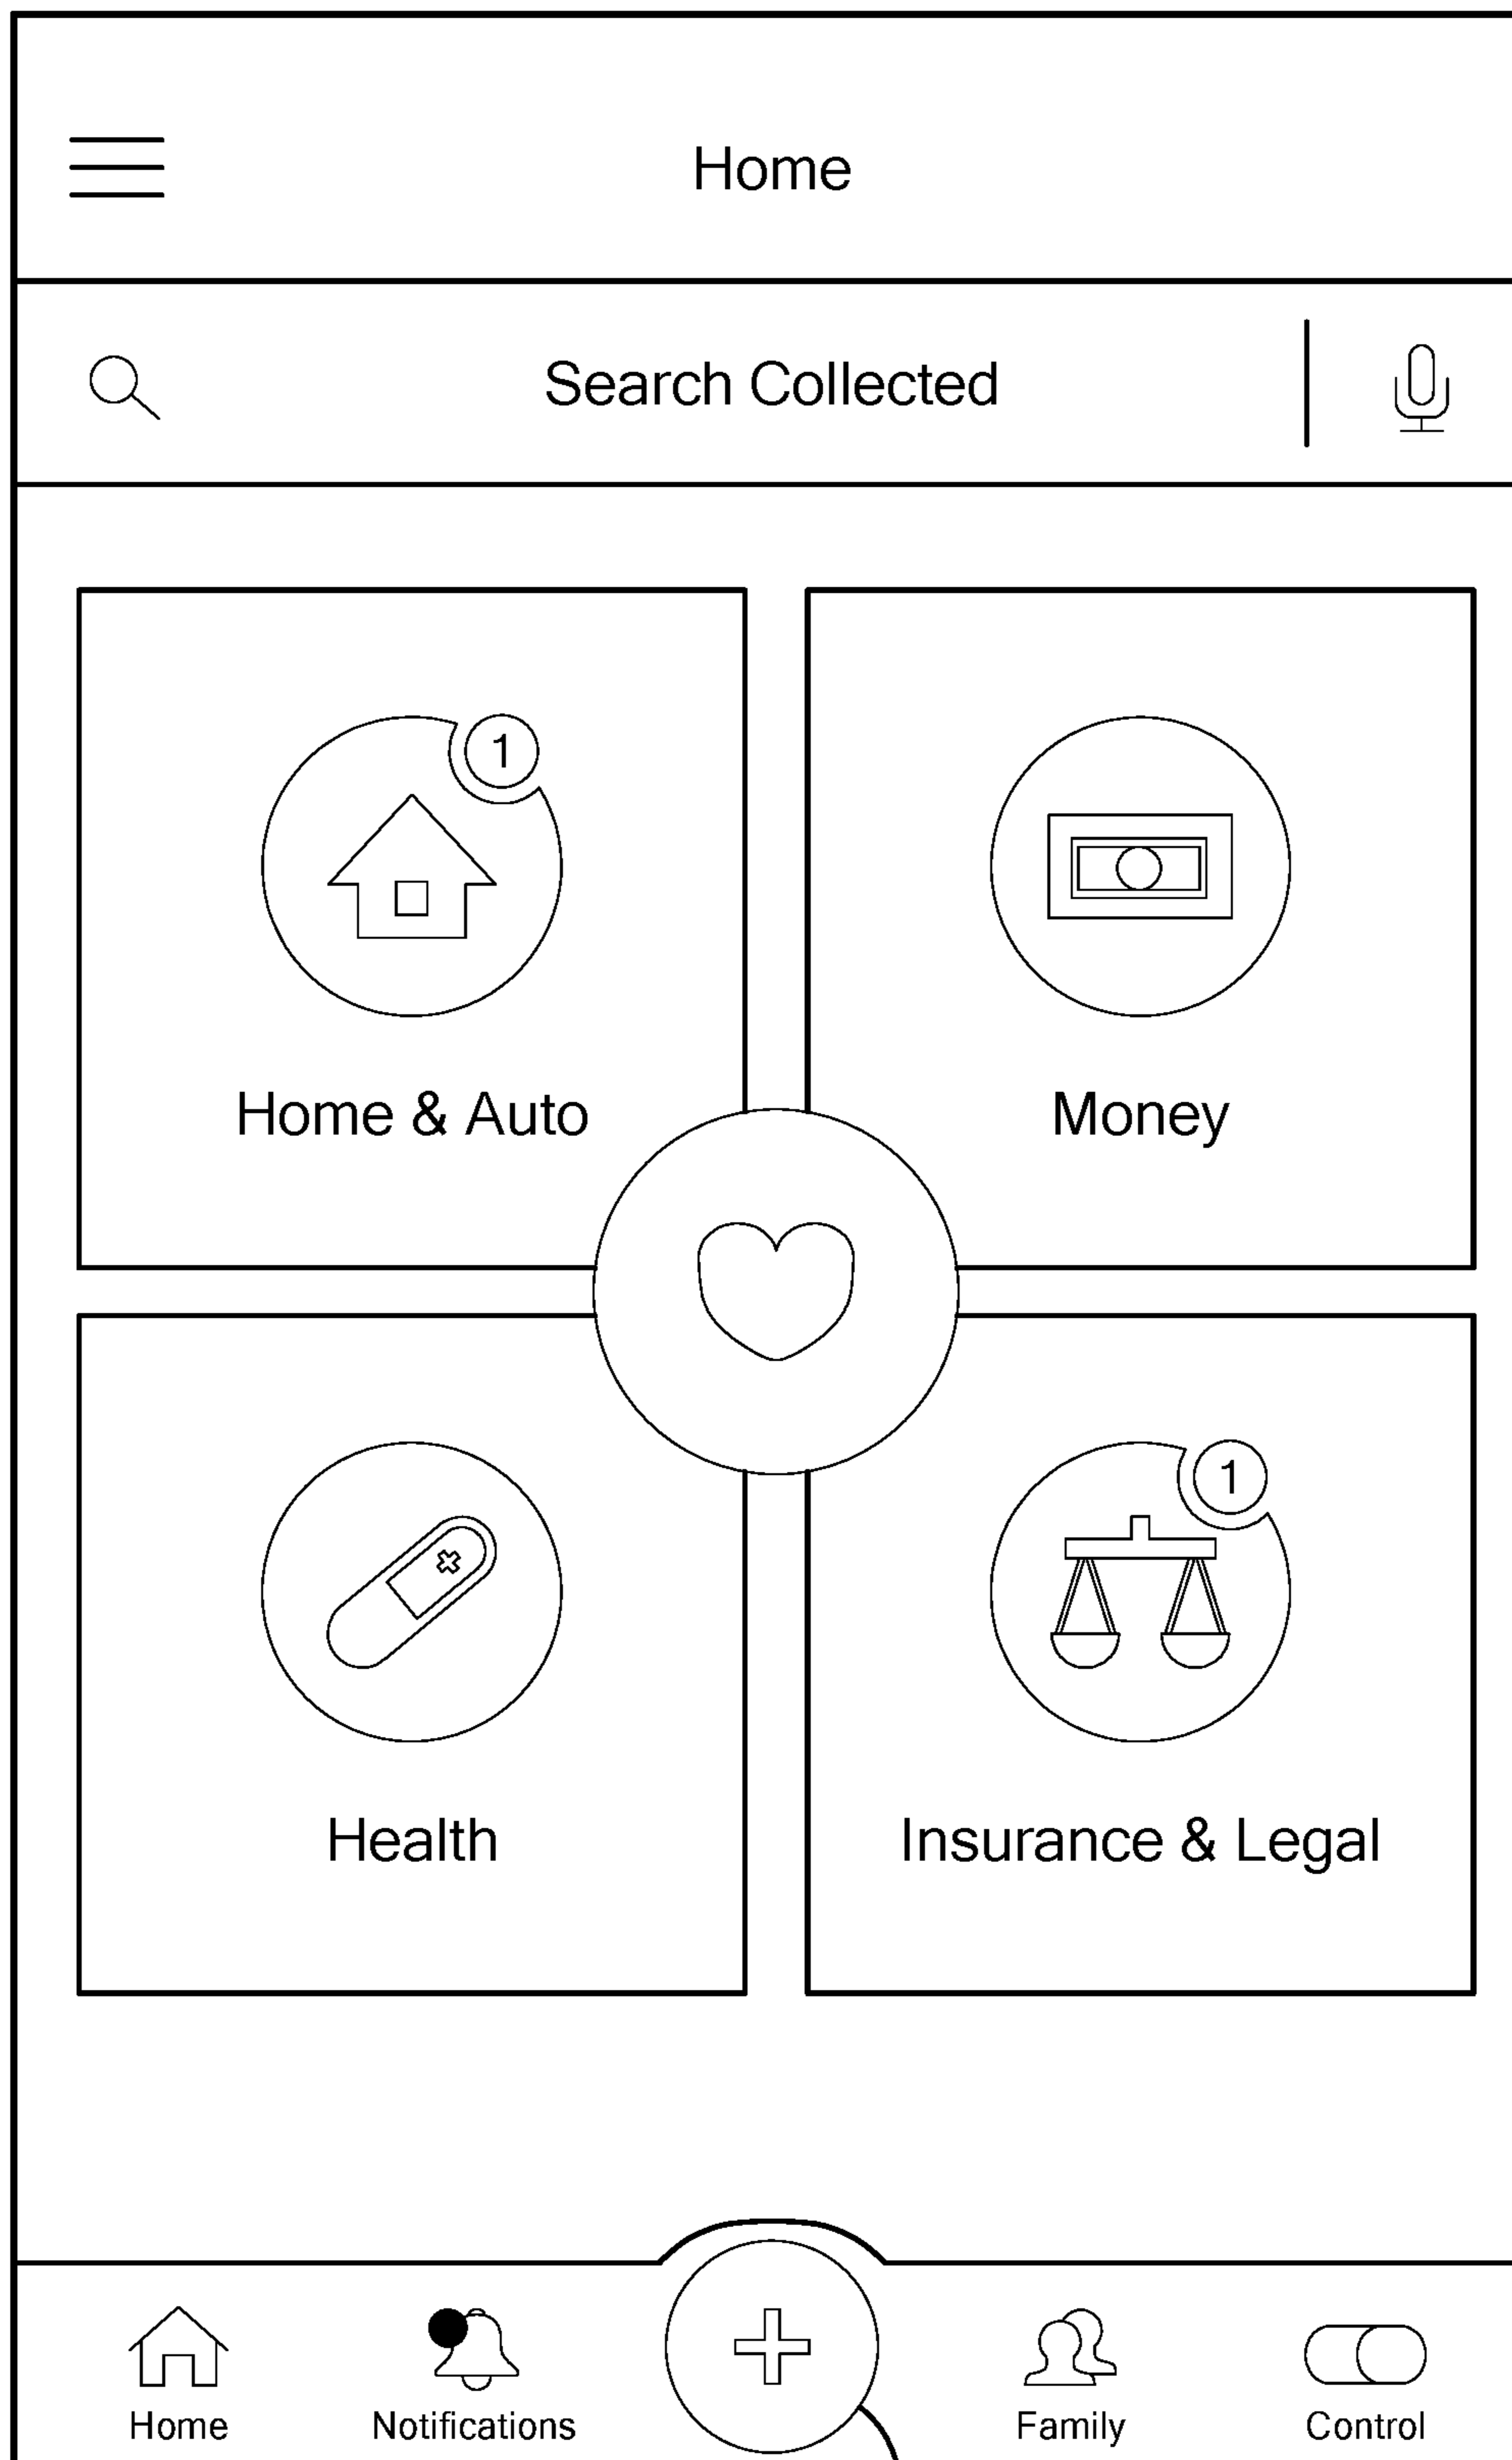 Home
Search Collected
1
Home & Auto
Money
1
Health
Insurance & Legal
Home
Notifications
Family
Control